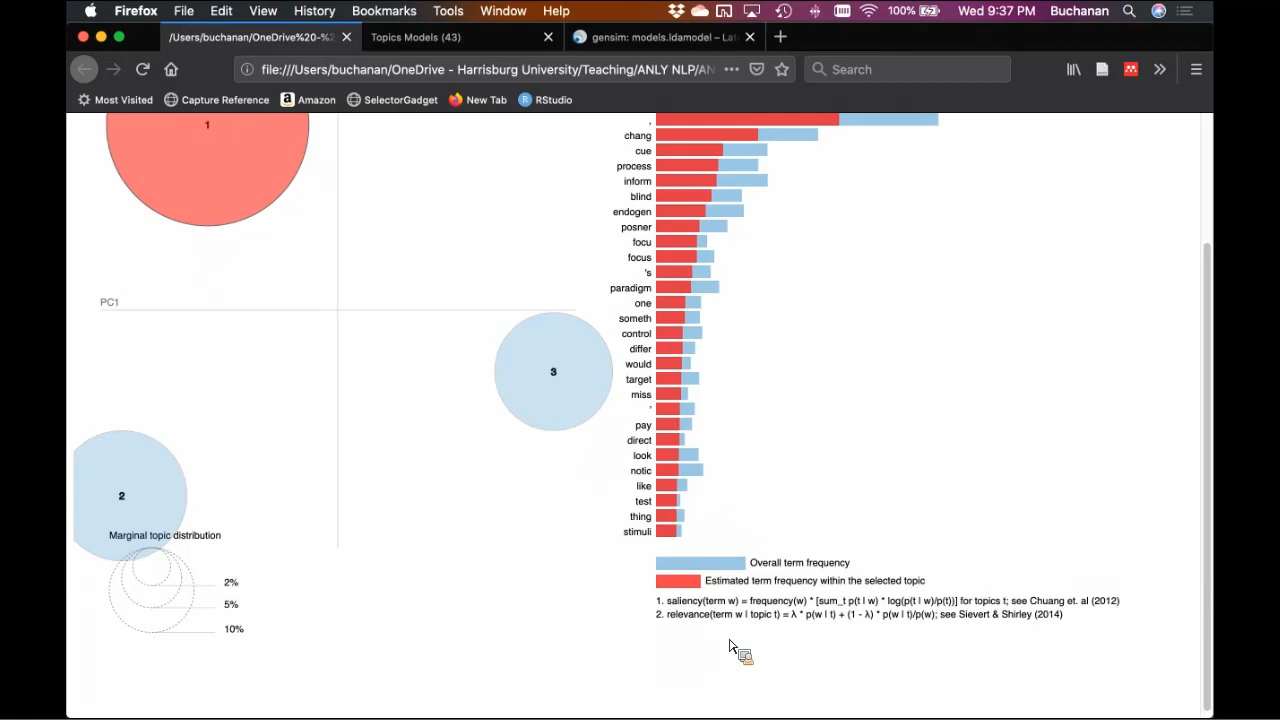 Firefox File Edit View History Bookmarks Tools Window Help 100% Wed 9:37 PM Buchanan
/Users/buchanan/OneDrive%20-%2 Topics Models (43) gensim: models.ldamodel – Lat
file:///Users/buchanan/OneDrive - Harrisburg University/Teaching/ANLY NLP/AN Search
Most Visited Capture Reference Amazon SelectorGadget New Tab RStudio
1
PC1
3
2
Marginal topic distribution
2%
5%
10%
,
chang
cue
process
inform
blind
endogen
posner
focu
focus
's
paradigm
one
someth
control
differ
would
target
miss
’
pay
direct
look
notic
like
test
thing
stimuli
Overall term frequency
Estimated term frequency within the selected topic
1. saliency(term w) = frequency(w) * [sum_t p(t | w) * log(p(t | w)/p(t))] for topics t; see Chuang et. al (2012)
2. relevance(term w | topic t) = λ * p(w | t) + (1 - λ) * p(w | t)/p(w); see Sievert & Shirley (2014)